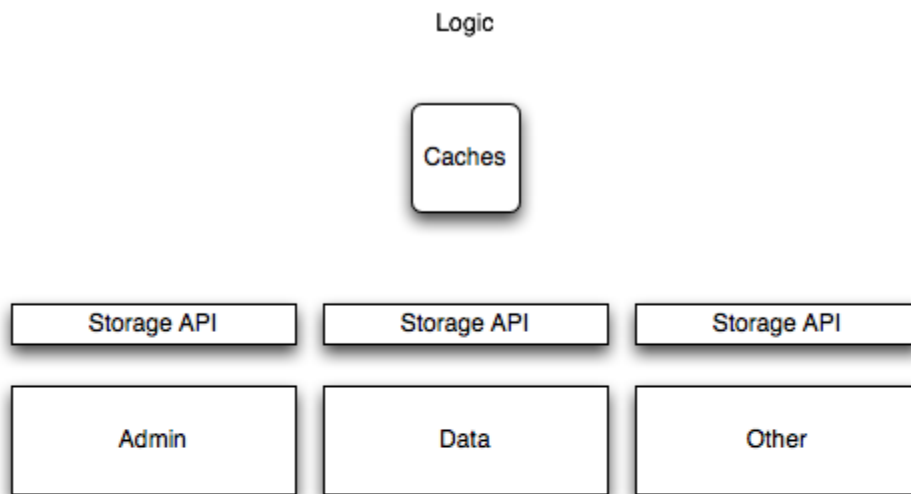 Logic
Caches
Storage API
Storage API
Storage API
Admin
Data
Other